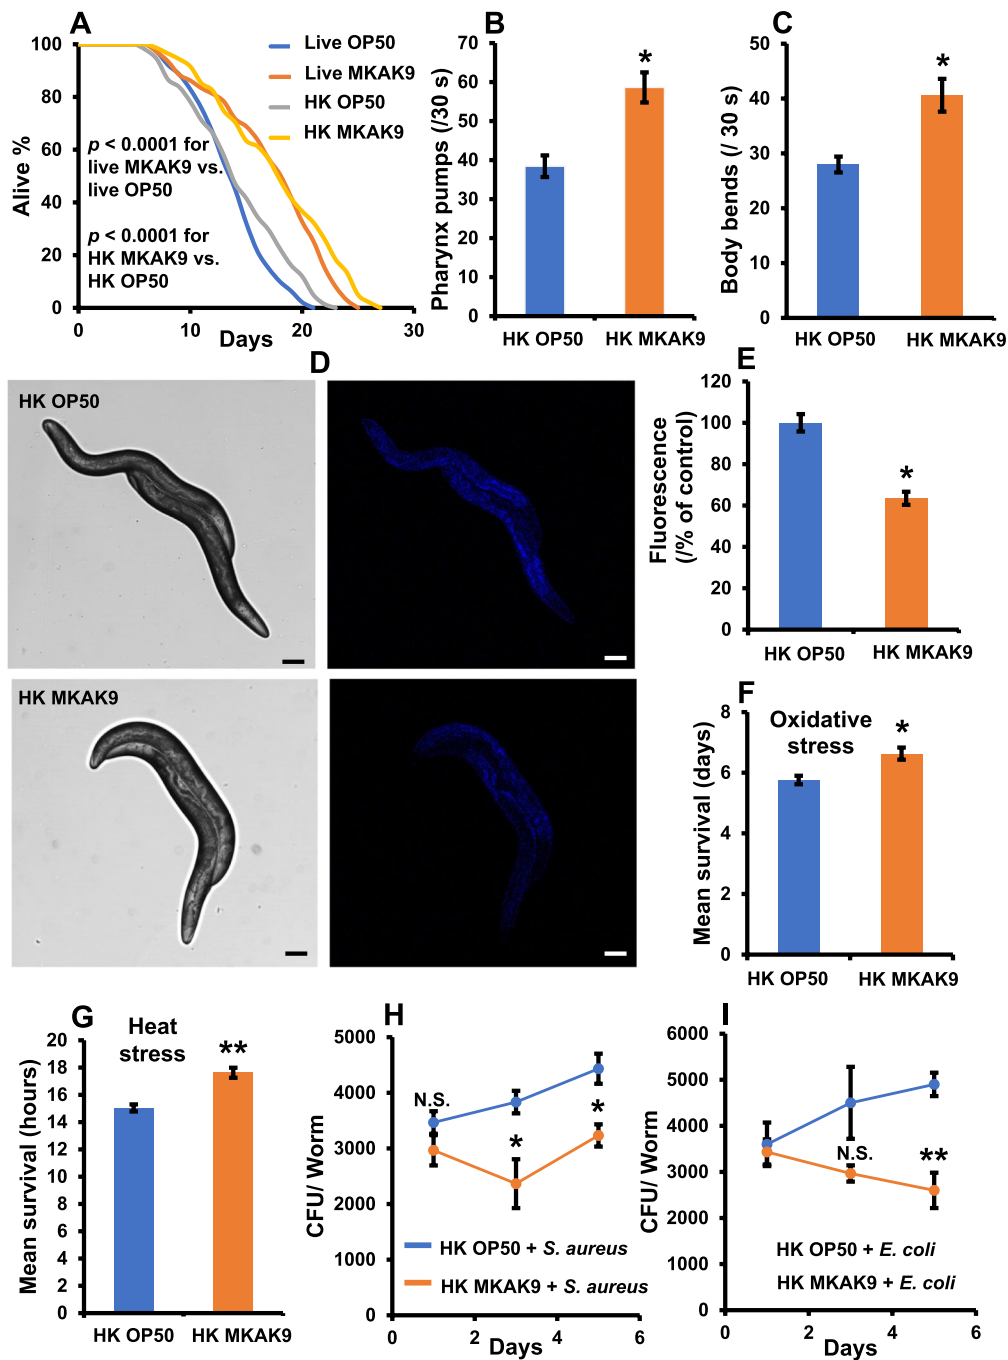 A
100
80
60
40
20
0
Alive %
0
10
20
30
Days
Live OP50
Live MKAK9
HK OP50
HK MKAK9
p < 0.0001 for
live MKAK9 vs.
live OP50
p < 0.0001 for
HK MKAK9 vs.
HK OP50
B
70
60
50
40
30
20
10
0
Pharynx pumps (/30 s)
*
HK OP50
HK MKAK9
C
50
40
30
20
10
0
Body bends (/ 30 s)
*
HK OP50
HK MKAK9
D
HK OP50
HK MKAK9
E
120
100
80
60
40
20
0
Fluorescence
(/% of control)
*
HK OP50
HK MKAK9
F
8
6
4
2
0
Mean survival (days)
Oxidative
stress
*
HK OP50
HK MKAK9
G
20
18
16
14
12
10
8
6
4
2
0
Mean survival (hours)
Heat
stress
**
HK OP50
HK MKAK9
H
5000
4000
3000
2000
1000
0
CFU/ Worm
N.S.
*
*
HK OP50 + S. aureus
HK MKAK9 + S. aureus
0
2
4
6
Days
I
6000
5000
4000
3000
2000
1000
0
CFU/ Worm
N.S.
**
HK OP50 + E. coli
HK MKAK9 + E. coli
0
2
4
6
Days